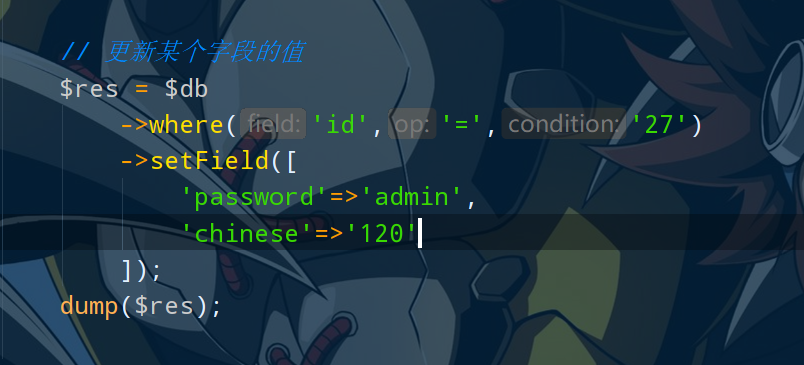 // 更新某个字段的值
$res = $db
->where( field: 'id', op: '=', condition: '27')
->setField([
'password'=>'admin',
'chinese'=>'120'
]);
dump($res);